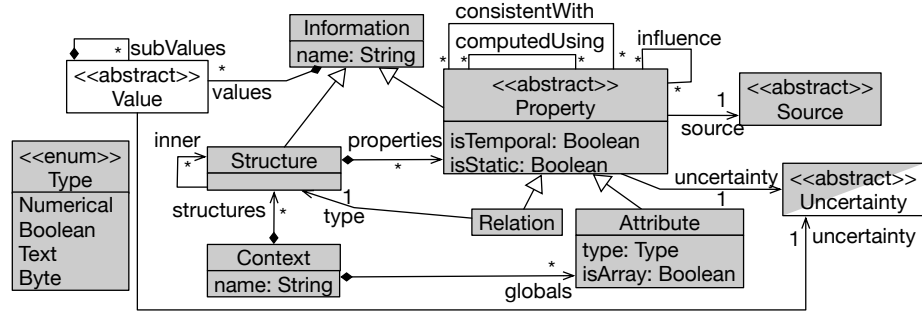 consistentWith
Information
name: String
computedUsing
influence
*
subValues
<<abstract>>
Value
*
values
*
*
*
*
*
*
<<abstract>>
Property
isTemporal: Boolean
isStatic: Boolean
1
source
<<abstract>>
Source
inner
*
Structure
properties
*
<<enum>>
Type
Numerical
Boolean
Text
Byte
structures
*
1
type
Relation
Attribute
type: Type
isArray: Boolean
uncertainty
1
<<abstract>>
Uncertainty
1
uncertainty
Context
name: String
*
globals